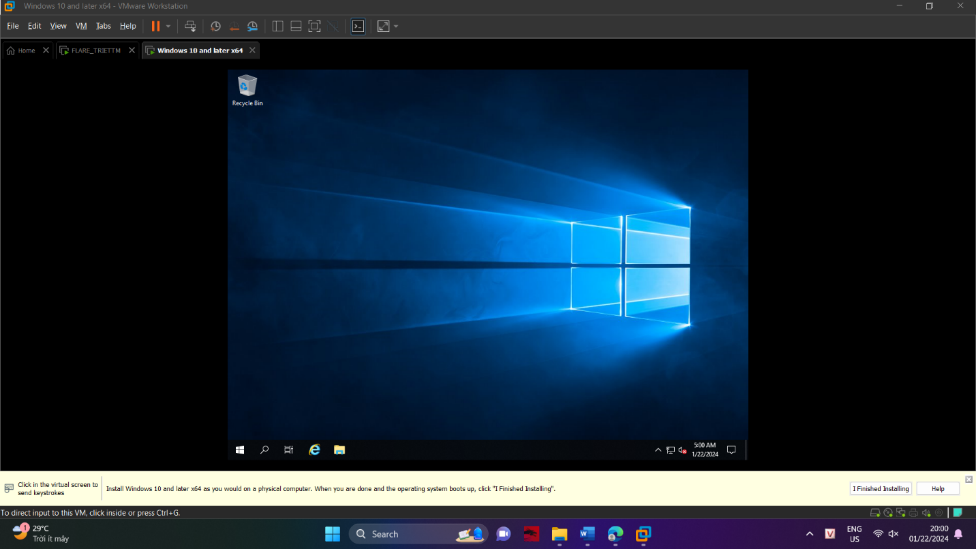 Windows 10 and later x64 - VMware Workstation
File Edit View VM Tabs Help
Home FLARE_TRIETTM Windows 10 and later x64
Recycle Bin
5:00 AM
1/22/2024
Click in the virtual screen to
send keystrokes
Install Windows 10 and later x64 as you would on a physical computer. When you are done and the operating system boots up, click "I Finished Installing".
I Finished Installing
Help
To direct input to this VM, click inside or press Ctrl+G.
1
29°C
Trời ít mây
Search
V
ENG
US
20:00
01/22/2024